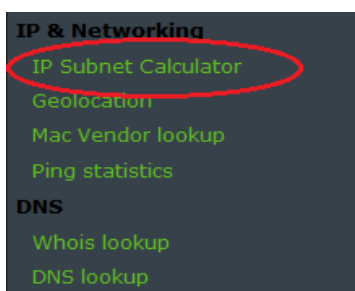 IP & Networking
IP Subnet Calculator
Geolocation
Mac Vendor lookup
Ping statistics
DNS
Whois lookup
DNS lookup